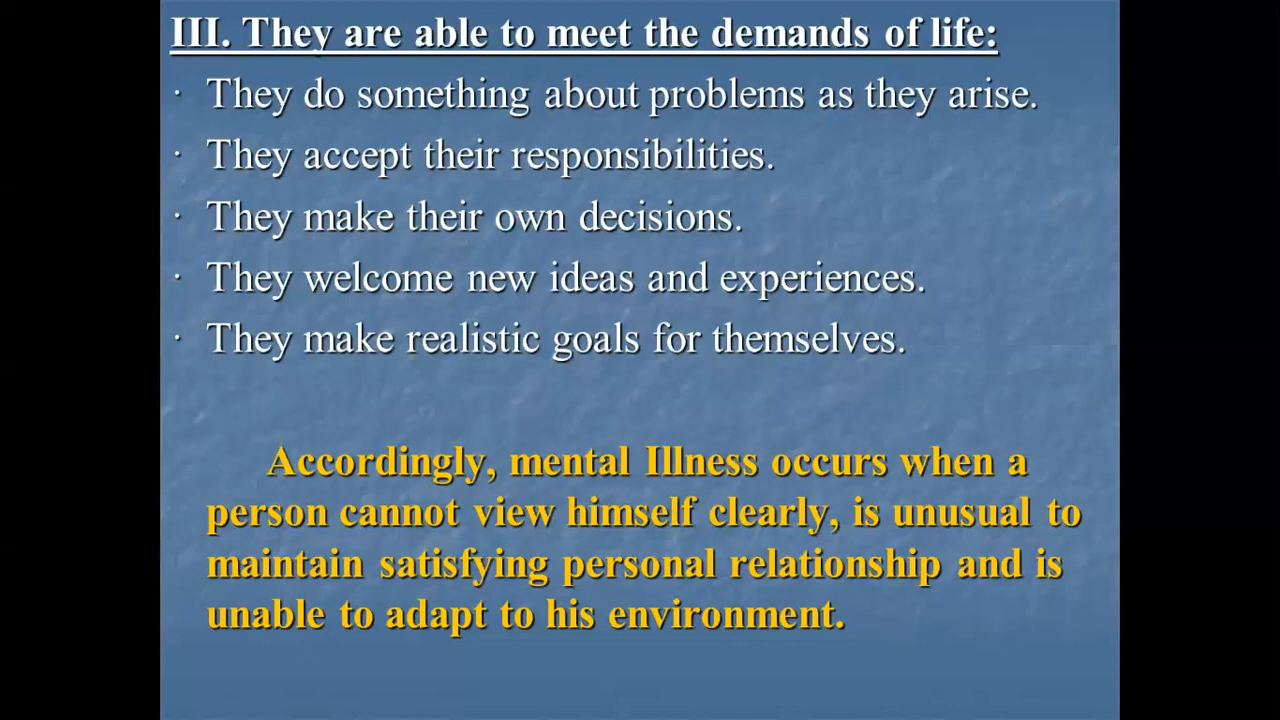 III. They are able to meet the demands of life:
· They do something about problems as they arise.
· They accept their responsibilities.
· They make their own decisions.
· They welcome new ideas and experiences.
· They make realistic goals for themselves.
Accordingly, mental Illness occurs when a
person cannot view himself clearly, is unusual to
maintain satisfying personal relationship and is
unable to adapt to his environment.